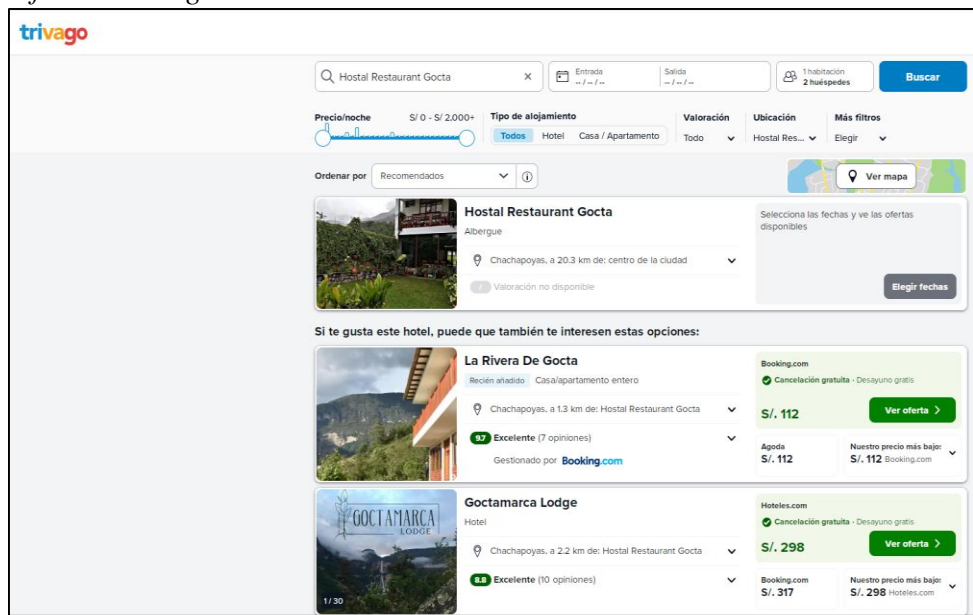 trivago
Hostal Restaurant Gocta
Entrada
-- / -- / --
Salida
-- / -- / --
1 habitación
2 huéspedes
Buscar
Precio/noche S/ 0 - S/ 2,000+
Tipo de alojamiento
Todos Hotel Casa / Apartamento
Valoración
Todo
Ubicación
Hostal Res...
Más filtros
Elegir
Ordenar por Recomendados
Ver mapa
Hostal Restaurant Gocta
Albergue
Chachapoyas, a 20.3 km de: centro de la ciudad
/ Valoración no disponible
Selecciona las fechas y ve las ofertas
disponibles
Elegir fechas
Si te gusta este hotel, puede que también te interesen estas opciones:
La Rivera De Gocta
Recién añadido Casa/apartamento entero
Chachapoyas, a 1.3 km de: Hostal Restaurant Gocta
9.7 Excelente (7 opiniones)
Gestionado por Booking.com
Booking.com
Cancelación gratuita · Desayuno gratis
S/. 112
Ver oferta >
Agoda
S/. 112
Nuestro precio más bajo:
S/. 112 Booking.com
GOCTAMARCA
LODGE
1 / 30
Goctamarca Lodge
Hotel
Chachapoyas, a 2.2 km de: Hostal Restaurant Gocta
8.8 Excelente (10 opiniones)
Hoteles.com
Cancelación gratuita · Desayuno gratis
S/. 298
Ver oferta >
Booking.com
S/. 317
Nuestro precio más bajo:
S/. 298 Hoteles.com